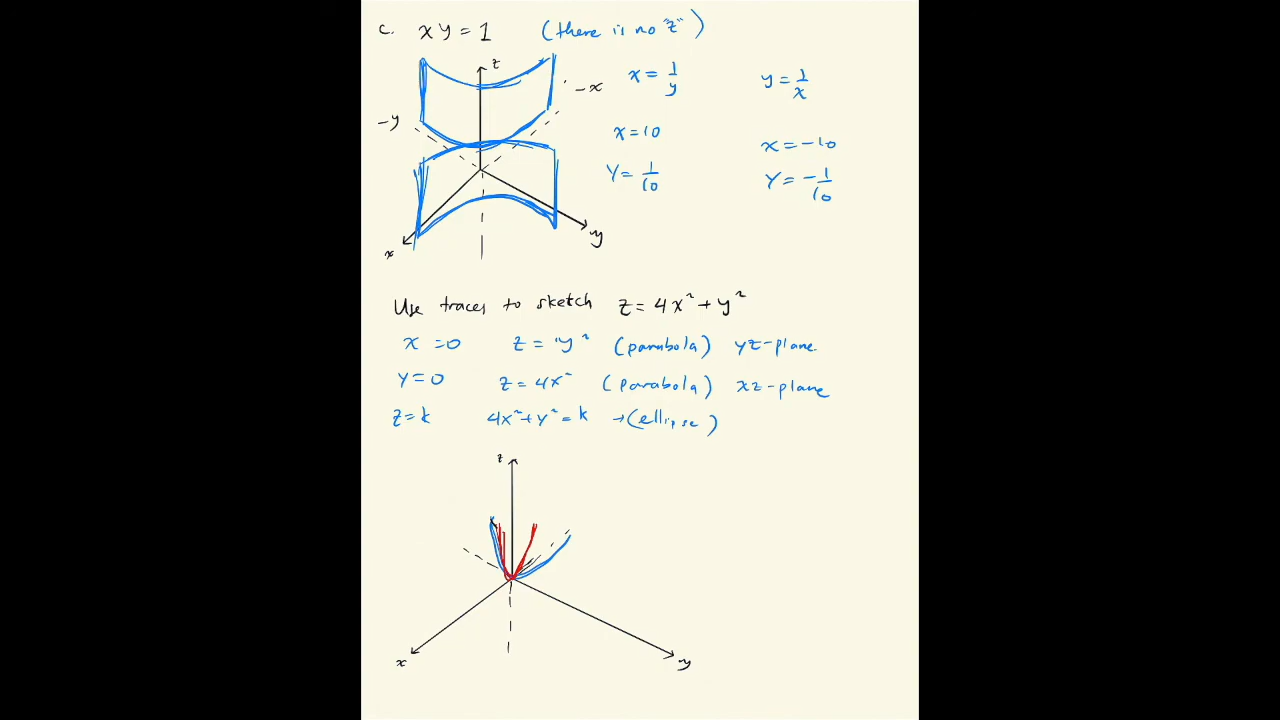 c. xy = 1 (there is no "z")
z
x = 1/y y = 1/x
-x
-y
x = 10 x = -10
y = 1/10 y = -1/10
x
y
Use traces to sketch z = 4x² + y²
x = 0 z = y² (parabola) yz-plane.
y = 0 z = 4x² (parabola) xz-plane
z = k 4x² + y² = k → (ellipse)
z
x
y